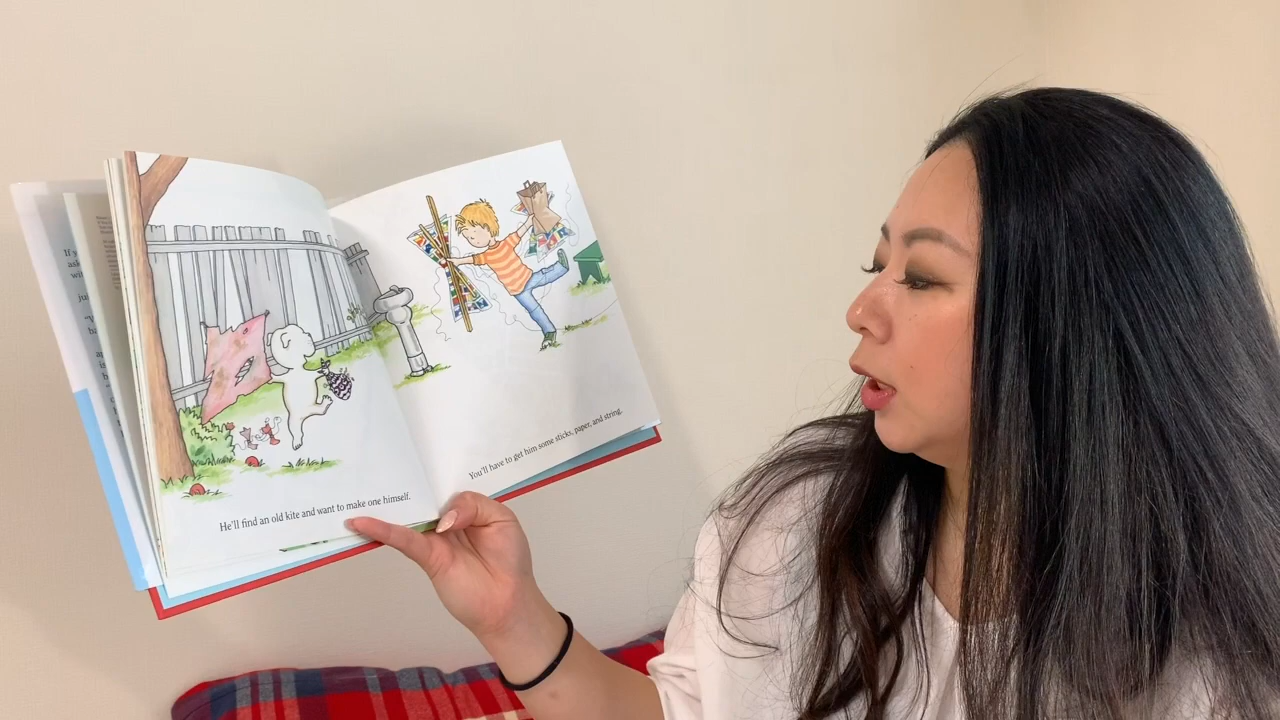 He'll find an old kite and want to make one himself.
You'll have to get him some sticks, paper, and string.